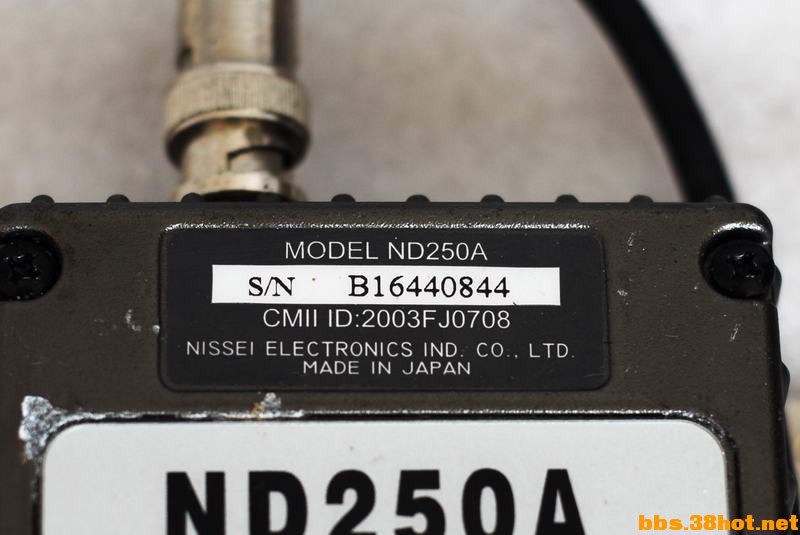 MODEL ND250A
S/N B16440844
CMII ID:2003FJ0708
NISSEI ELECTRONICS IND. CO., LTD.
MADE IN JAPAN
ND250A
bbs.38hot.net